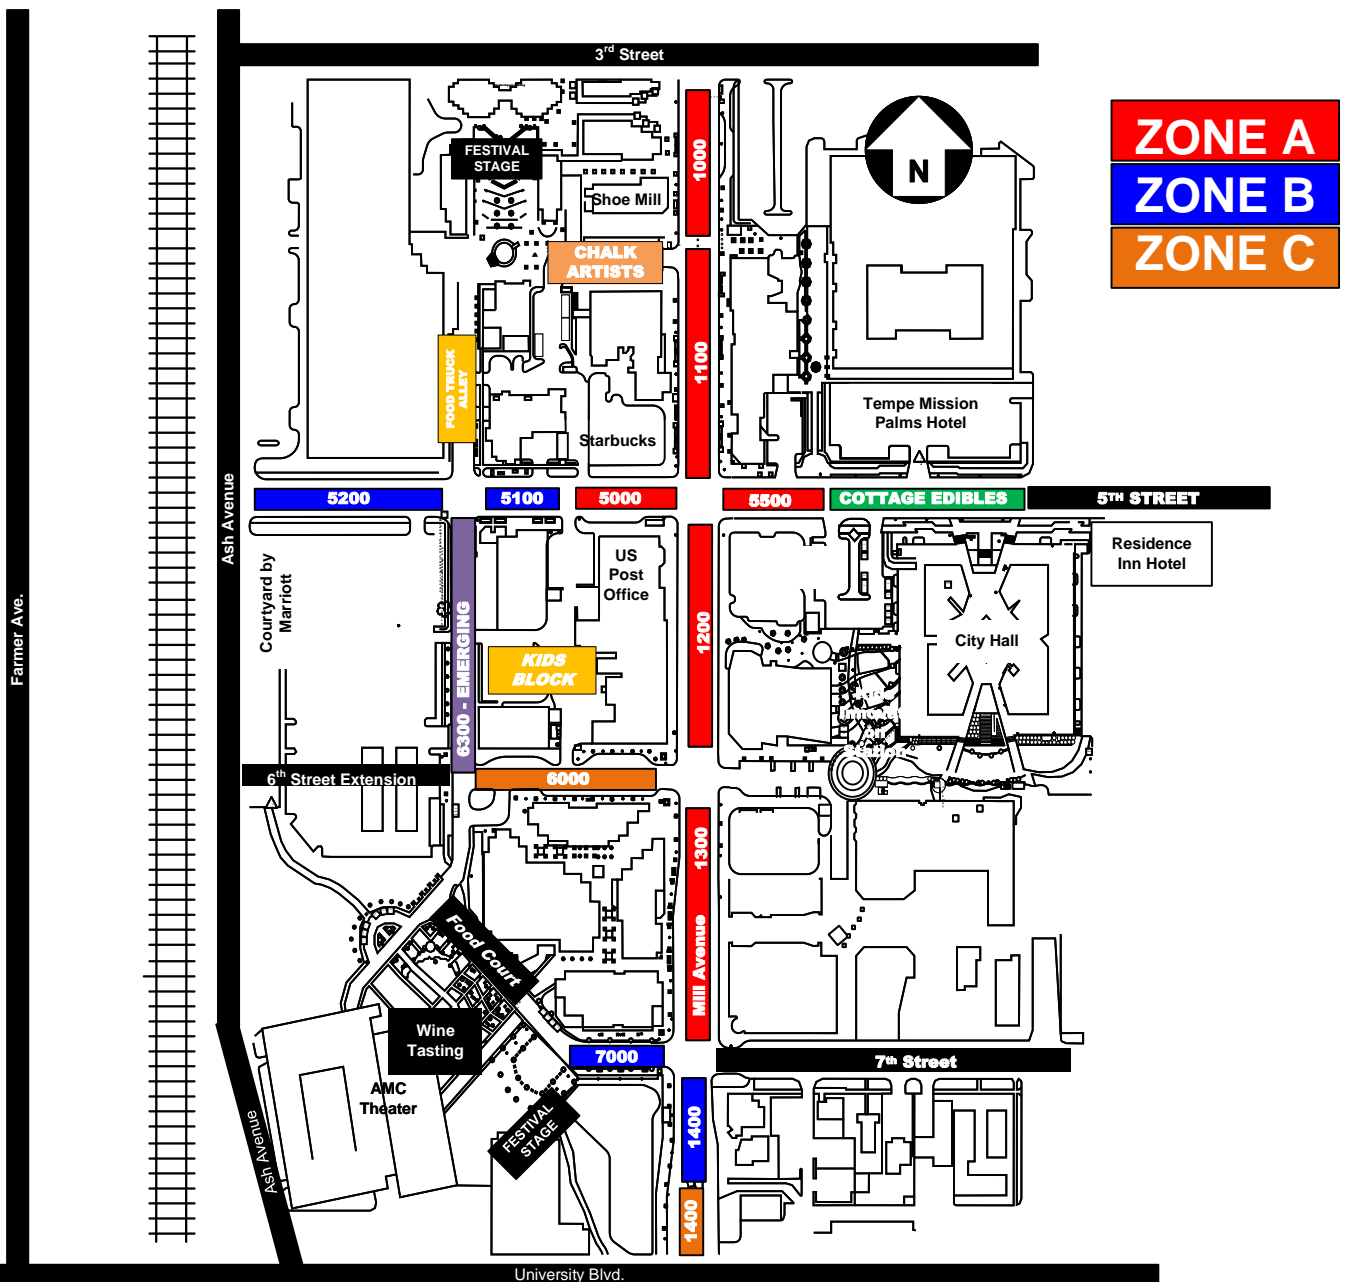 3rd Street
ZONE A
ZONE B
ZONE C
N
FESTIVAL
STAGE
1000
Shoe Mill
CHALK
ARTISTS
1100
FOOD TRUCK
ALLEY
Starbucks
Tempe Mission
Palms Hotel
5200
5100
5000
5500
COTTAGE EDIBLES
5TH STREET
Ash Avenue
Farmer Ave.
Courtyard by
Marriott
6300 - EMERGING
US
Post
Office
KIDS
BLOCK
1200
City Hall
Residence
Inn Hotel
on
Station
6th Street Extension
6000
Mill Avenue 1300
Food Court
Wine
Tasting
AMC
Theater
FESTIVAL
STAGE
7000
7th Street
1400
1400
Ash Avenue
University Blvd.